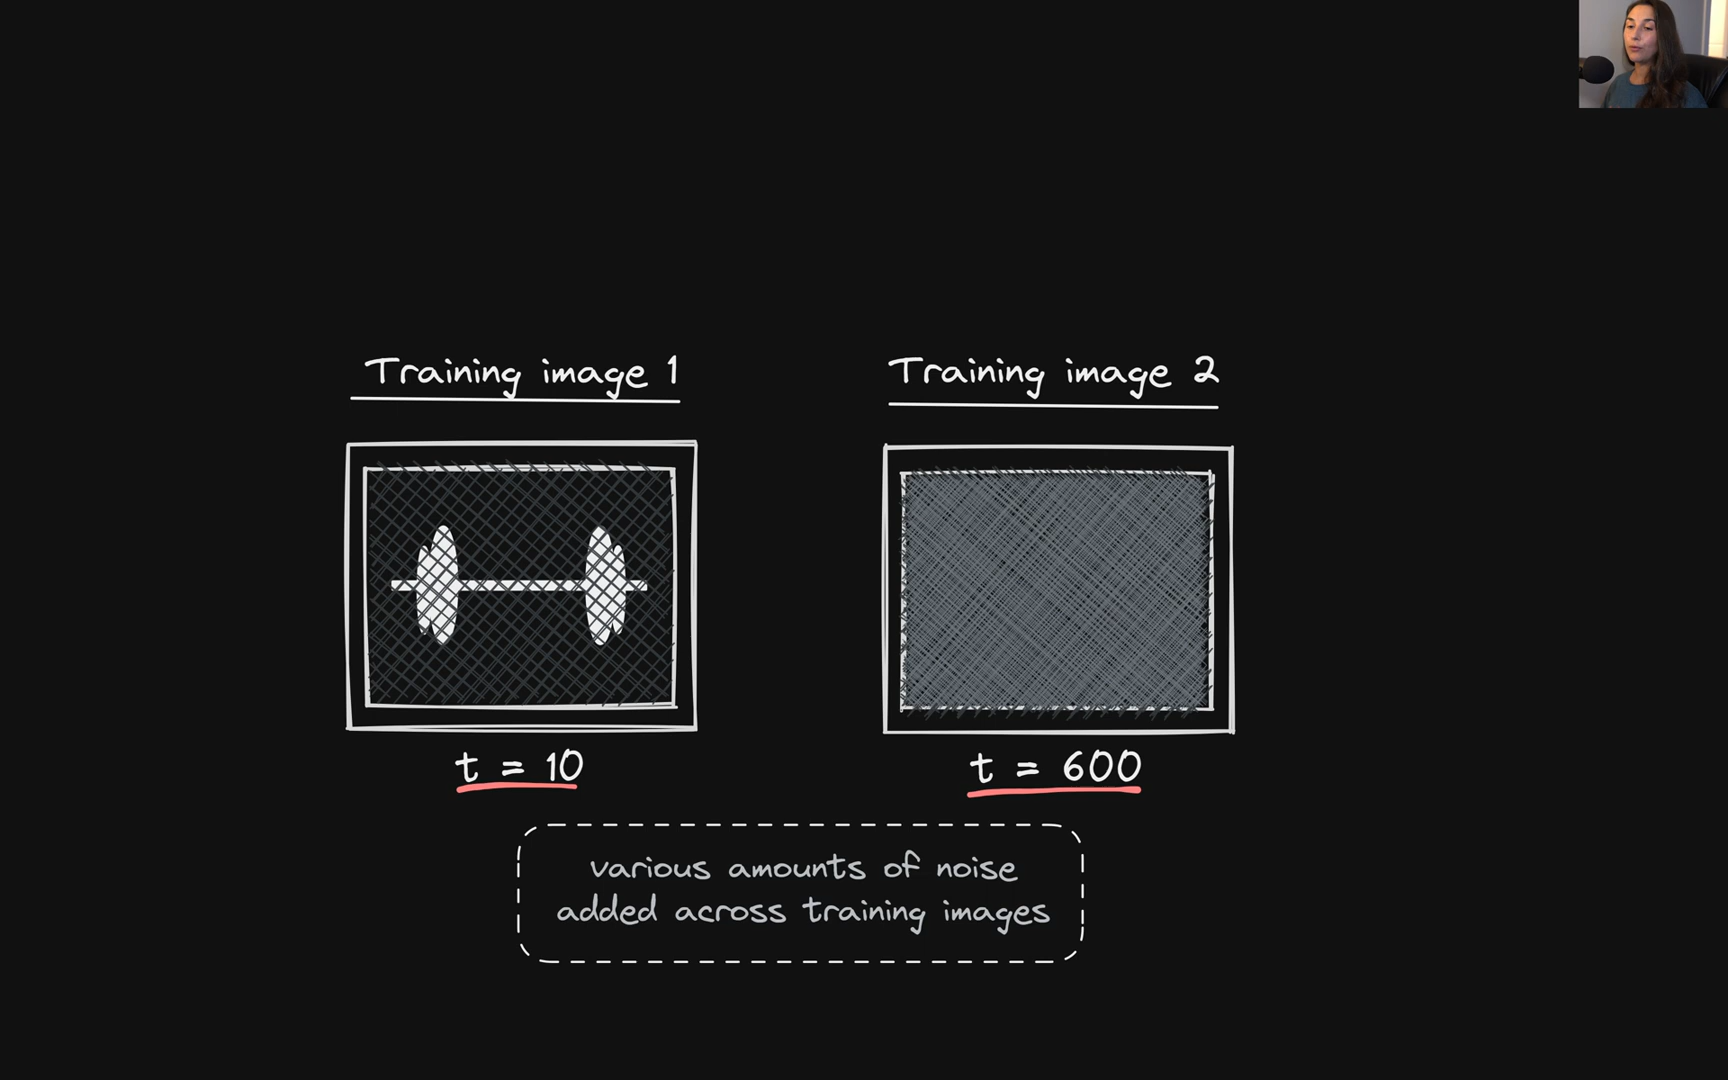 Training image 1
Training image 2
t = 10
t = 600
various amounts of noise
added across training images